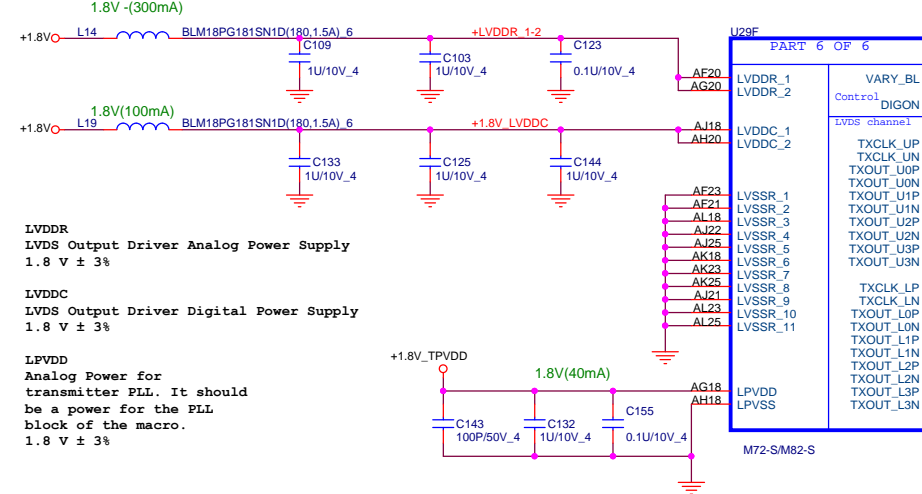 1.8V -(300mA)
+1.8V L14 BLM18PG181SN1D(180,1.5A)_6 +LVDDR_1-2
C109
1U/10V_4
C103
1U/10V_4
C123
0.1U/10V_4
1.8V(100mA)
+1.8V L19 BLM18PG181SN1D(180,1.5A)_6 +1.8V_LVDDC
C133
1U/10V_4
C125
1U/10V_4
C144
1U/10V_4
LVDDR
LVDS Output Driver Analog Power Supply
1.8 V ± 3%
LVDDC
LVDS Output Driver Digital Power Supply
1.8 V ± 3%
LPVDD
Analog Power for
transmitter PLL. It should
be a power for the PLL
block of the macro.
1.8 V ± 3%
+1.8V_TPVDD
1.8V(40mA)
C143
100P/50V_4
C132
1U/10V_4
C155
0.1U/10V_4
U29F
PART 6 OF 6
AF20 LVDDR_1
AG20 LVDDR_2
AJ18 LVDDC_1
AH20 LVDDC_2
AF23 LVSSR_1
AF21 LVSSR_2
AL18 LVSSR_3
AJ22 LVSSR_4
AJ25 LVSSR_5
AK18 LVSSR_6
AK23 LVSSR_7
AK25 LVSSR_8
AJ21 LVSSR_9
AL23 LVSSR_10
AL25 LVSSR_11
AG18 LPVDD
AH18 LPVSS
VARY_BL
Control DIGON
LVDS channel
TXCLK_UP
TXCLK_UN
TXOUT_U0P
TXOUT_U0N
TXOUT_U1P
TXOUT_U1N
TXOUT_U2P
TXOUT_U2N
TXOUT_U3P
TXOUT_U3N
TXCLK_LP
TXCLK_LN
TXOUT_L0P
TXOUT_L0N
TXOUT_L1P
TXOUT_L1N
TXOUT_L2P
TXOUT_L2N
TXOUT_L3P
TXOUT_L3N
M72-S/M82-S